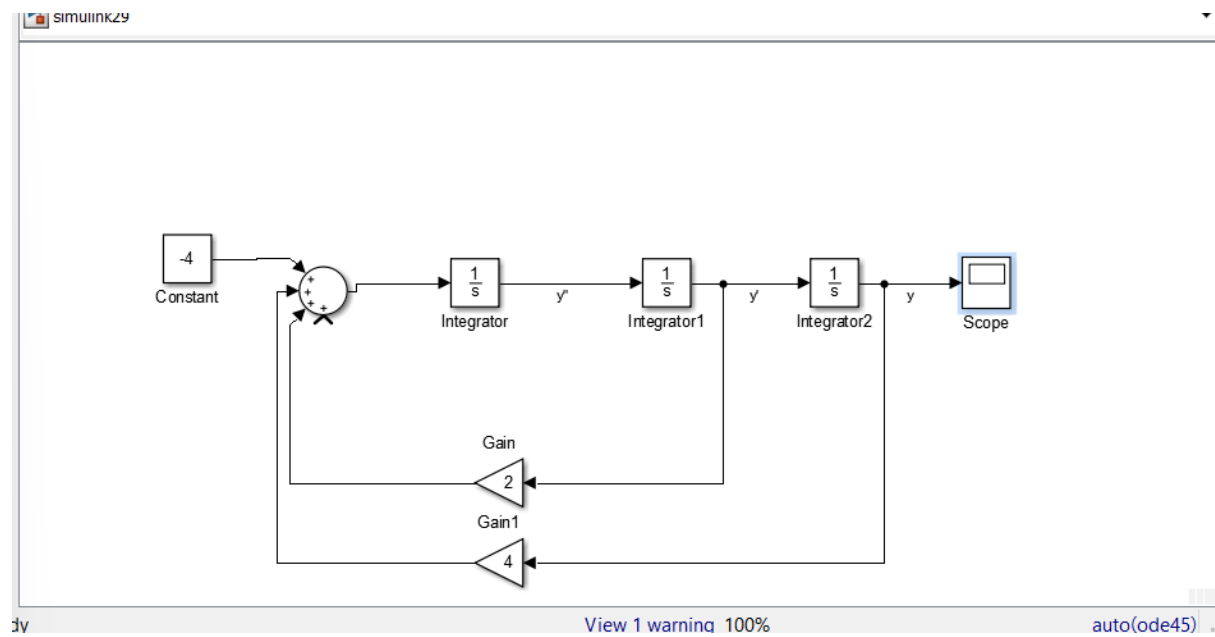 simulink29
-4
Constant
+
+
+
+
1
s
Integrator
y''
1
s
Integrator1
y'
1
s
Integrator2
y
Scope
Gain
2
Gain1
4
dy
View 1 warning 100%
auto(ode45)